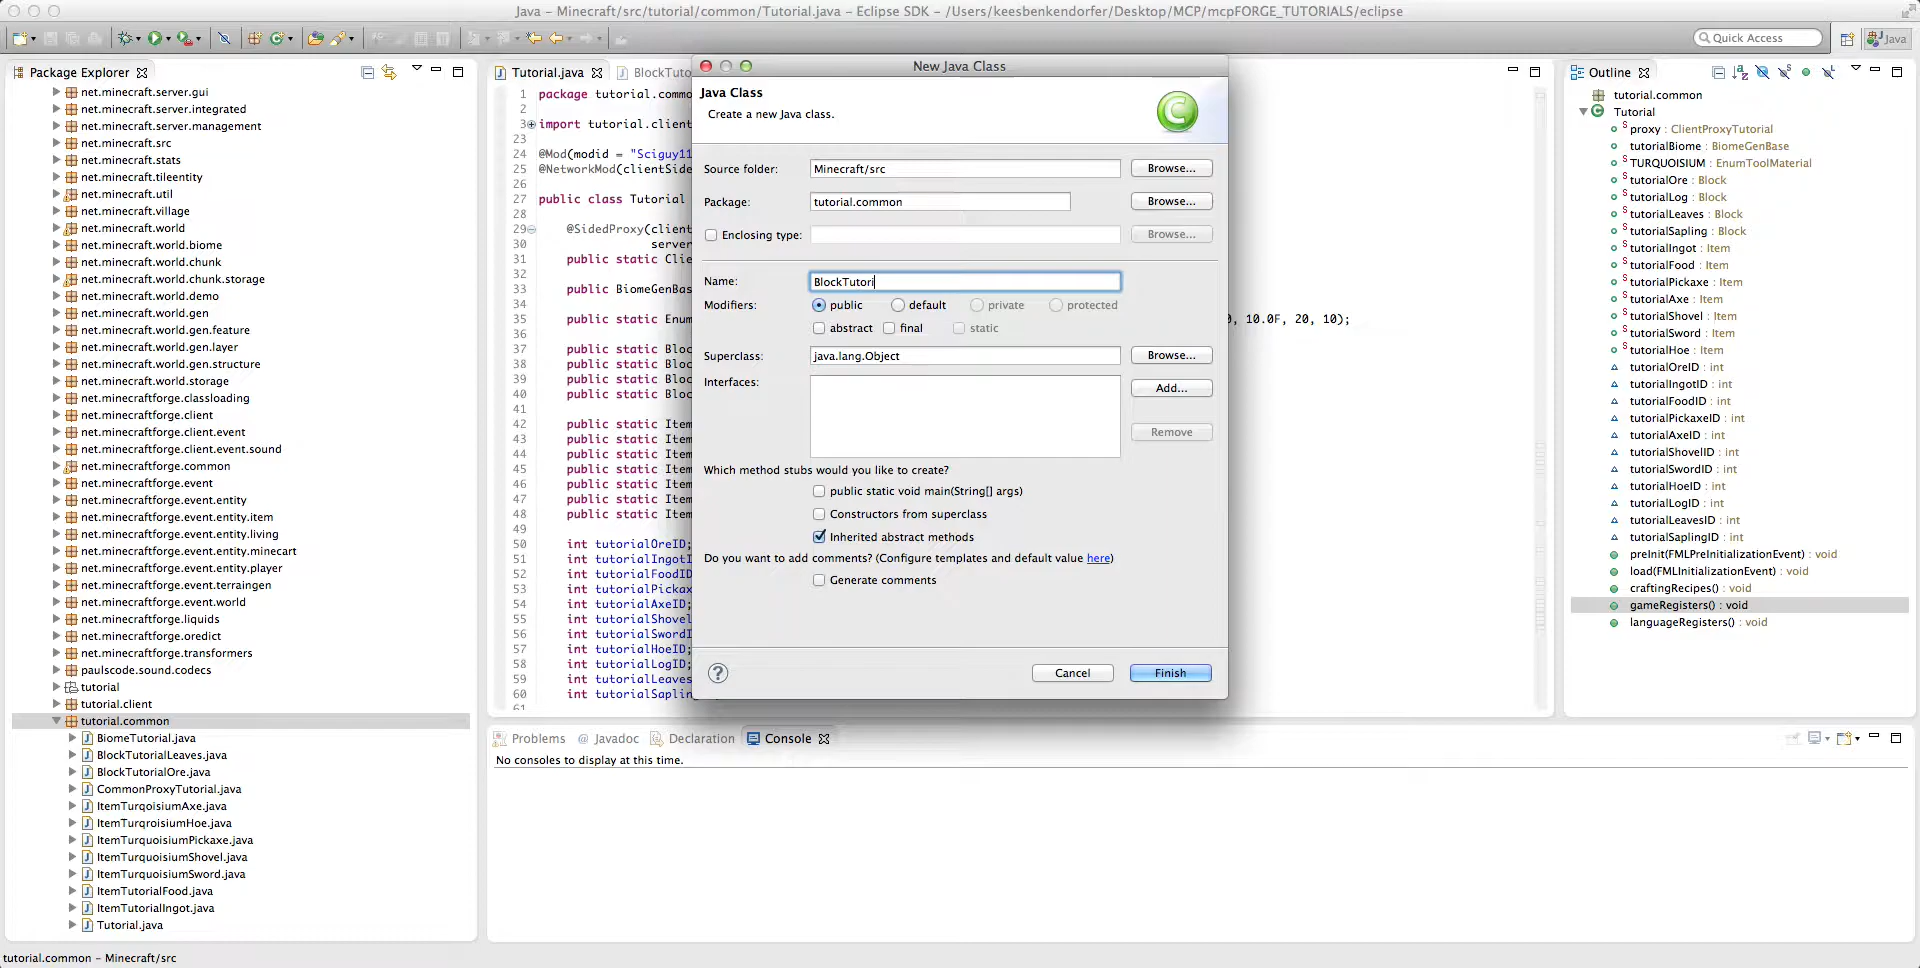 Java – Minecraft/src/tutorial/common/Tutorial.java – Eclipse SDK – /Users/keesbenkendorfer/Desktop/MCP/mcpFORGE_TUTORIALS/eclipse
Quick Access
Java
Package Explorer
net.minecraft.server.gui
net.minecraft.server.integrated
net.minecraft.server.management
net.minecraft.src
net.minecraft.stats
net.minecraft.tileentity
net.minecraft.util
net.minecraft.village
net.minecraft.world
net.minecraft.world.biome
net.minecraft.world.chunk
net.minecraft.world.chunk.storage
net.minecraft.world.demo
net.minecraft.world.gen
net.minecraft.world.gen.feature
net.minecraft.world.gen.layer
net.minecraft.world.gen.structure
net.minecraft.world.storage
net.minecraftforge.classloading
net.minecraftforge.client
net.minecraftforge.client.event
net.minecraftforge.client.event.sound
net.minecraftforge.common
net.minecraftforge.event
net.minecraftforge.event.entity
net.minecraftforge.event.entity.item
net.minecraftforge.event.entity.living
net.minecraftforge.event.entity.minecart
net.minecraftforge.event.entity.player
net.minecraftforge.event.terraingen
net.minecraftforge.event.world
net.minecraftforge.liquids
net.minecraftforge.oredict
net.minecraftforge.transformers
paulscode.sound.codecs
tutorial
tutorial.client
tutorial.common
BiomeTutorial.java
BlockTutorialLeaves.java
BlockTutorialOre.java
CommonProxyTutorial.java
ItemTurqoisiumAxe.java
ItemTurqroisiumHoe.java
ItemTurquoisiumPickaxe.java
ItemTurquoisiumShovel.java
ItemTurquoisiumSword.java
ItemTutorialFood.java
ItemTutorialIngot.java
Tutorial.java
Tutorial.java
BlockTuto
1 package tutorial.commo
2
3 import tutorial.client
23
24 @Mod(modid = "Sciguy11
25 @NetworkMod(clientSide
26
27 public class Tutorial
28
29 @SidedProxy(client
30 server
31 public static Clie
32
33 public BiomeGenBas
34
35 public static Enum
0, 10.0F, 20, 10);
36
37 public static Bloc
38 public static Bloc
39 public static Bloc
40 public static Bloc
41
42 public static Item
43 public static Item
44 public static Item
45 public static Item
46 public static Item
47 public static Item
48 public static Item
49
50 int tutorialOreID;
51 int tutorialIngotI
52 int tutorialFoodID
53 int tutorialPickax
54 int tutorialAxeID;
55 int tutorialShovel
56 int tutorialSwordI
57 int tutorialHoeID;
58 int tutorialLogID;
59 int tutorialLeaves
60 int tutorialSaplin
61
New Java Class
Java Class
Create a new Java class.
Source folder:
Minecraft/src
Browse...
Package:
tutorial.common
Browse...
Enclosing type:
Browse...
Name:
BlockTutori
Modifiers:
public
default
private
protected
abstract
final
static
Superclass:
java.lang.Object
Browse...
Interfaces:
Add...
Remove
Which method stubs would you like to create?
public static void main(String[] args)
Constructors from superclass
Inherited abstract methods
Do you want to add comments? (Configure templates and default value here)
Generate comments
Cancel
Finish
Outline
tutorial.common
Tutorial
proxy : ClientProxyTutorial
tutorialBiome : BiomeGenBase
TURQUOISIUM : EnumToolMaterial
tutorialOre : Block
tutorialLog : Block
tutorialLeaves : Block
tutorialSapling : Block
tutorialIngot : Item
tutorialFood : Item
tutorialPickaxe : Item
tutorialAxe : Item
tutorialShovel : Item
tutorialSword : Item
tutorialHoe : Item
tutorialOreID : int
tutorialIngotID : int
tutorialFoodID : int
tutorialPickaxeID : int
tutorialAxeID : int
tutorialShovelID : int
tutorialSwordID : int
tutorialHoeID : int
tutorialLogID : int
tutorialLeavesID : int
tutorialSaplingID : int
preInit(FMLPreInitializationEvent) : void
load(FMLInitializationEvent) : void
craftingRecipes() : void
gameRegisters() : void
languageRegisters() : void
Problems
Javadoc
Declaration
Console
No consoles to display at this time.
tutorial.common – Minecraft/src